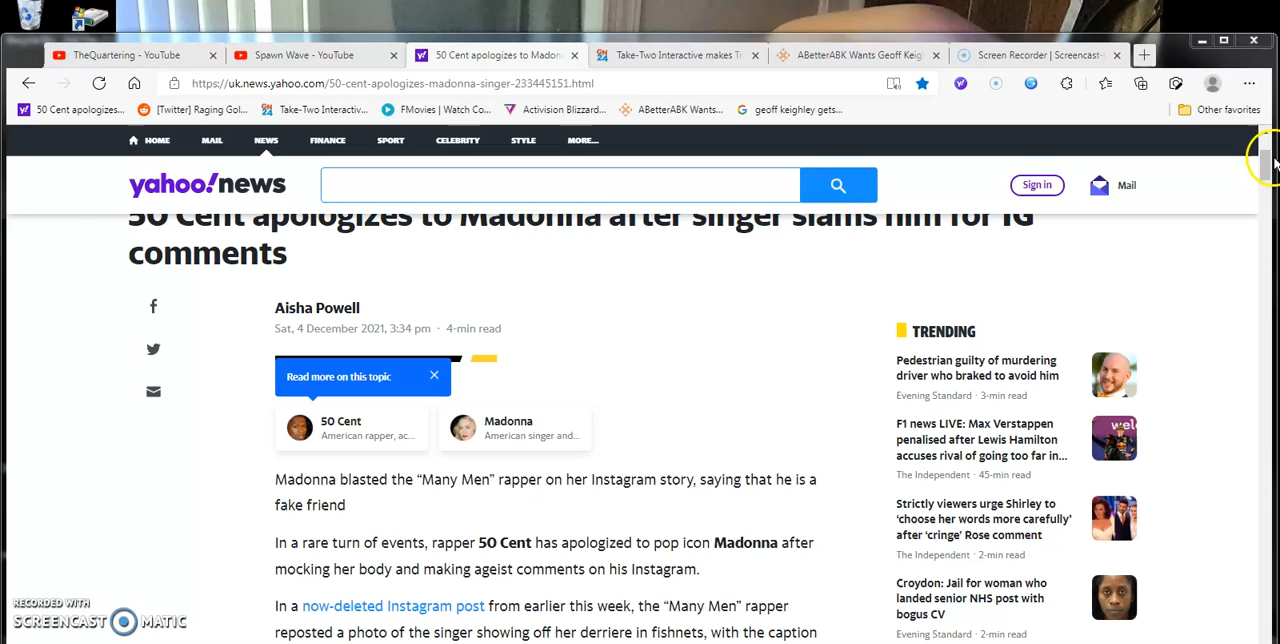 TheQuartering - YouTube
Spawn Wave - YouTube
50 Cent apologizes to Madon
Take-Two Interactive makes Tr
ABetterABK Wants Geoff Keig
Screen Recorder | Screencast-
https://uk.news.yahoo.com/50-cent-apologizes-madonna-singer-233445151.html
50 Cent apologizes...
[Twitter] Raging Gol...
Take-Two Interactiv...
FMovies | Watch Co...
Activision Blizzard...
ABetterABK Wants...
geoff keighley gets...
Other favorites
HOME MAIL NEWS FINANCE SPORT CELEBRITY STYLE MORE...
yahoo!news
Sign in
Mail
50 Cent apologizes to Madonna after singer slams him for IG
comments
Aisha Powell
Sat, 4 December 2021, 3:34 pm · 4-min read
Read more on this topic
50 Cent
American rapper, ac...
Madonna
American singer and...
Madonna blasted the “Many Men” rapper on her Instagram story, saying that he is a
fake friend
In a rare turn of events, rapper 50 Cent has apologized to pop icon Madonna after
mocking her body and making ageist comments on his Instagram.
In a now-deleted Instagram post from earlier this week, the “Many Men” rapper
reposted a photo of the singer showing off her derriere in fishnets, with the caption
TRENDING
Pedestrian guilty of murdering
driver who braked to avoid him
Evening Standard · 3-min read
F1 news LIVE: Max Verstappen
penalised after Lewis Hamilton
accuses rival of going too far in...
The Independent · 45-min read
Strictly viewers urge Shirley to
‘choose her words more carefully’
after ‘cringe’ Rose comment
The Independent · 2-min read
Croydon: Jail for woman who
landed senior NHS post with
bogus CV
Evening Standard · 2-min read
RECORDED WITH
SCREENCAST MATIC